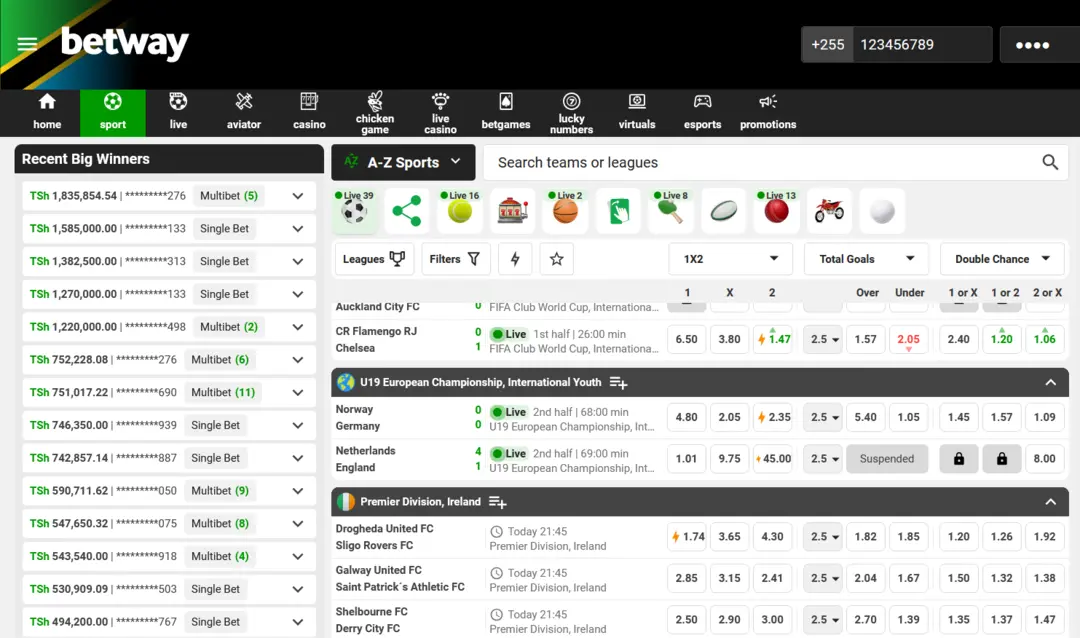 betway
+255 123456789 ••••
home sport live aviator casino chicken game live casino betgames lucky numbers virtuals esports promotions
Recent Big Winners
TSh 1,835,854.54 | *********276 Multibet (5)
TSh 1,585,000.00 | *********133 Single Bet
TSh 1,382,500.00 | *********313 Single Bet
TSh 1,270,000.00 | *********133 Single Bet
TSh 1,220,000.00 | *********498 Multibet (2)
TSh 752,228.08 | *********276 Multibet (6)
TSh 751,017.22 | *********690 Multibet (11)
TSh 746,350.00 | *********939 Single Bet
TSh 742,857.14 | *********887 Single Bet
TSh 590,711.62 | *********050 Multibet (9)
TSh 547,650.32 | *********075 Multibet (8)
TSh 543,540.00 | *********918 Multibet (4)
TSh 530,909.09 | *********503 Single Bet
TSh 494,200.00 | *********767 Single Bet
AZ A-Z Sports Search teams or leagues
Live 39 Live 16 Live 2 Live 8 Live 13
Leagues Filters 1X2 Total Goals Double Chance
1 X 2 Over Under 1 or X 1 or 2 2 or X
Auckland City FC 0 FIFA Club World Cup, Internationa...
CR Flamengo RJ 0 Live 1st half | 26:00 min
Chelsea 1 FIFA Club World Cup, Internationa...
6.50 3.80 1.47 2.5 1.57 2.05 2.40 1.20 1.06
U19 European Championship, International Youth
Norway 0 Live 2nd half | 68:00 min
Germany 0 U19 European Championship, Int...
4.80 2.05 2.35 2.5 5.40 1.05 1.45 1.57 1.09
Netherlands 4 Live 2nd half | 69:00 min
England 1 U19 European Championship, Int...
1.01 9.75 45.00 2.5 Suspended 8.00
Premier Division, Ireland
Drogheda United FC Today 21:45
Sligo Rovers FC Premier Division, Ireland
1.74 3.65 4.30 2.5 1.82 1.85 1.20 1.26 1.92
Galway United FC Today 21:45
Saint Patrick´s Athletic FC Premier Division, Ireland
2.85 3.15 2.41 2.5 2.04 1.67 1.50 1.32 1.38
Shelbourne FC Today 21:45
Derry City FC Premier Division, Ireland
2.50 2.90 3.00 2.5 2.70 1.39 1.35 1.37 1.47